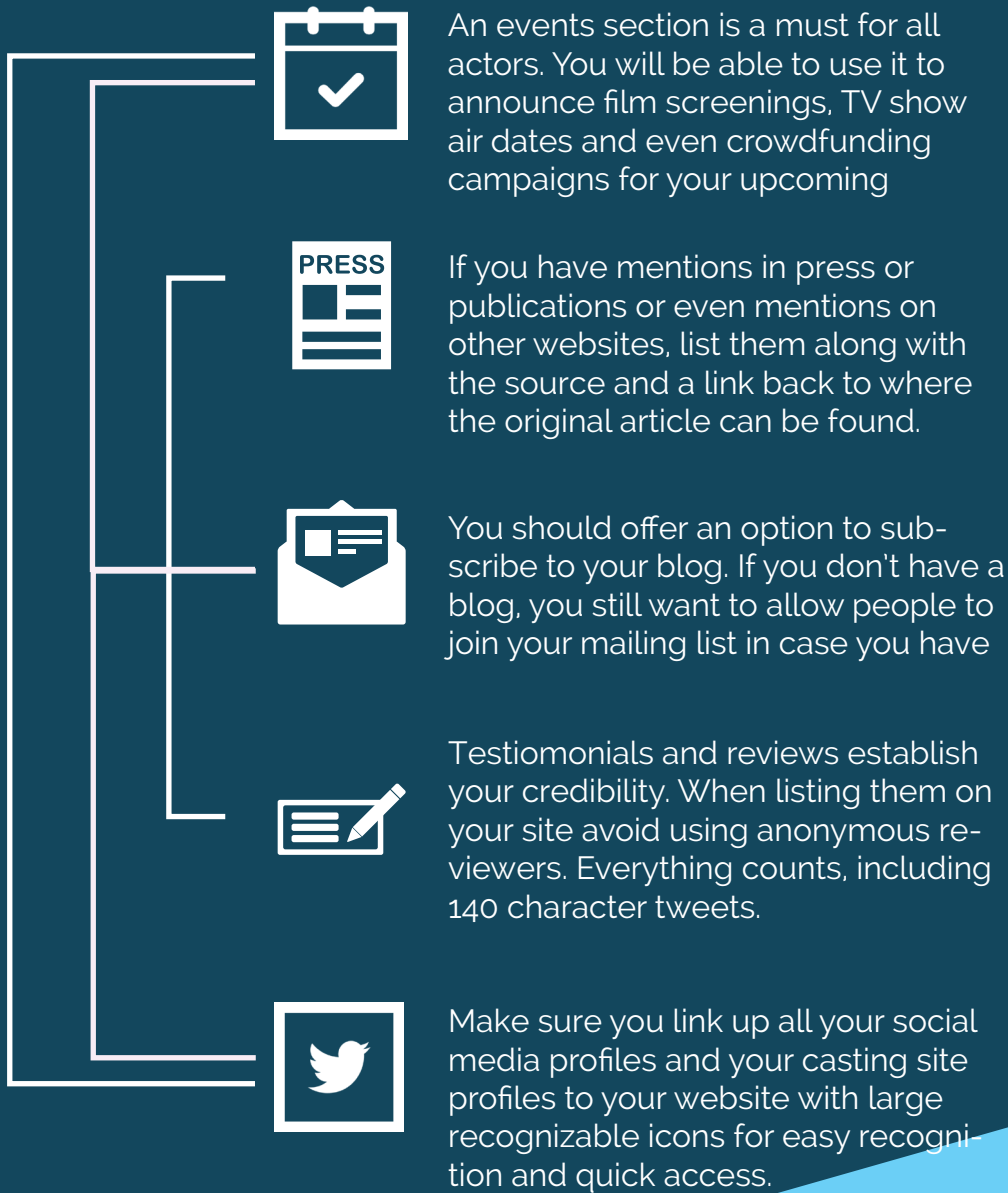 An events section is a must for all
actors. You will be able to use it to
announce film screenings, TV show
air dates and even crowdfunding
campaigns for your upcoming
PRESS
If you have mentions in press or
publications or even mentions on
other websites, list them along with
the source and a link back to where
the original article can be found.
You should offer an option to sub-
scribe to your blog. If you don’t have a
blog, you still want to allow people to
join your mailing list in case you have
Testiomonials and reviews establish
your credibility. When listing them on
your site avoid using anonymous re-
viewers. Everything counts, including
140 character tweets.
Make sure you link up all your social
media profiles and your casting site
profiles to your website with large
recognizable icons for easy recogni-
tion and quick access.